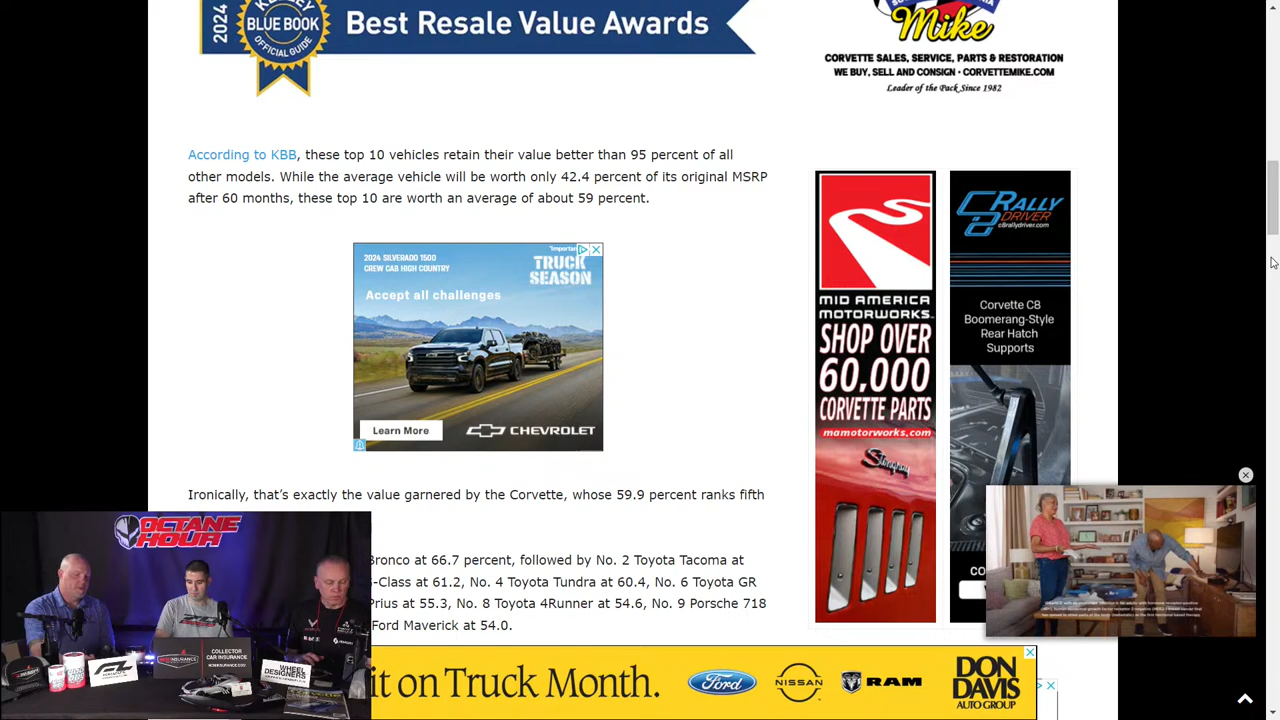 2024
KELLEY
BLUE BOOK
OFFICIAL GUIDE
Best Resale Value Awards
Mike
CORVETTE SALES, SERVICE, PARTS & RESTORATION
WE BUY, SELL AND CONSIGN • CORVETTEMIKE.COM
Leader of the Pack Since 1982
According to KBB, these top 10 vehicles retain their value better than 95 percent of all
other models. While the average vehicle will be worth only 42.4 percent of its original MSRP
after 60 months, these top 10 are worth an average of about 59 percent.
2024 SILVERADO 1500
CREW CAB HIGH COUNTRY
TRUCK
SEASON
Accept all challenges
Learn More
CHEVROLET
MID AMERICA
MOTORWORKS
SHOP OVER
60,000
CORVETTE PARTS
mamotorworks.com
Stingray
C8 RALLY
DRIVER
c8rallydriver.com
Corvette C8
Boomerang-Style
Rear Hatch
Supports
Ironically, that's exactly the value garnered by the Corvette, whose 59.9 percent ranks fifth
Bronco at 66.7 percent, followed by No. 2 Toyota Tacoma at
-Class at 61.2, No. 4 Toyota Tundra at 60.4, No. 6 Toyota GR
Prius at 55.3, No. 8 Toyota 4Runner at 54.6, No. 9 Porsche 718
Ford Maverick at 54.0.
OCTANE
HOUR
COLLECTOR
CAR INSURANCE
WHEEL
DESIGNERS
it on Truck Month.
Ford
NISSAN
RAM
DON
DAVIS
AUTO GROUP